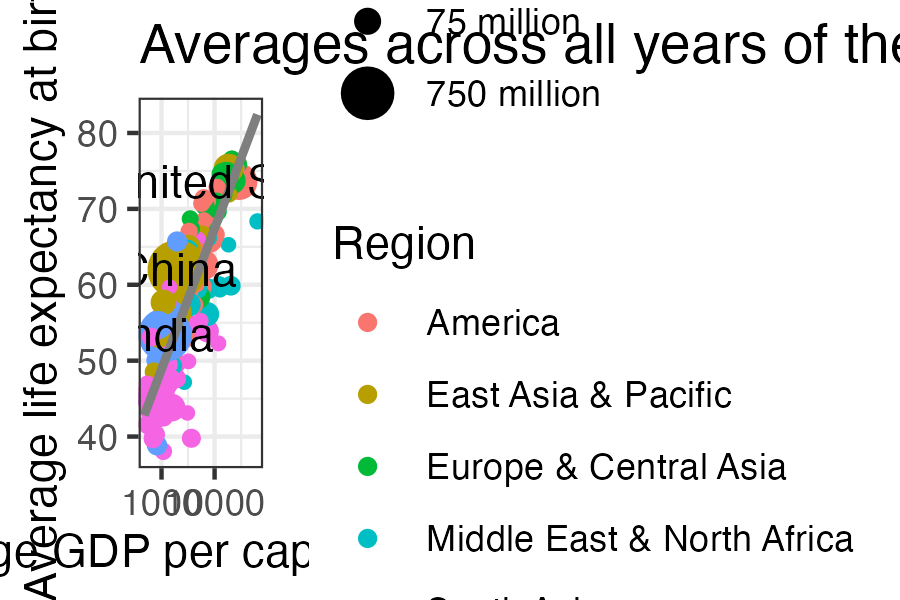 75 million
Averages across all years of the
750 million
Average life expectancy at bir
80
70
60
50
40
nited S
China
ndia
1000
10000
ge GDP per cap
Region
America
East Asia & Pacific
Europe & Central Asia
Middle East & North Africa